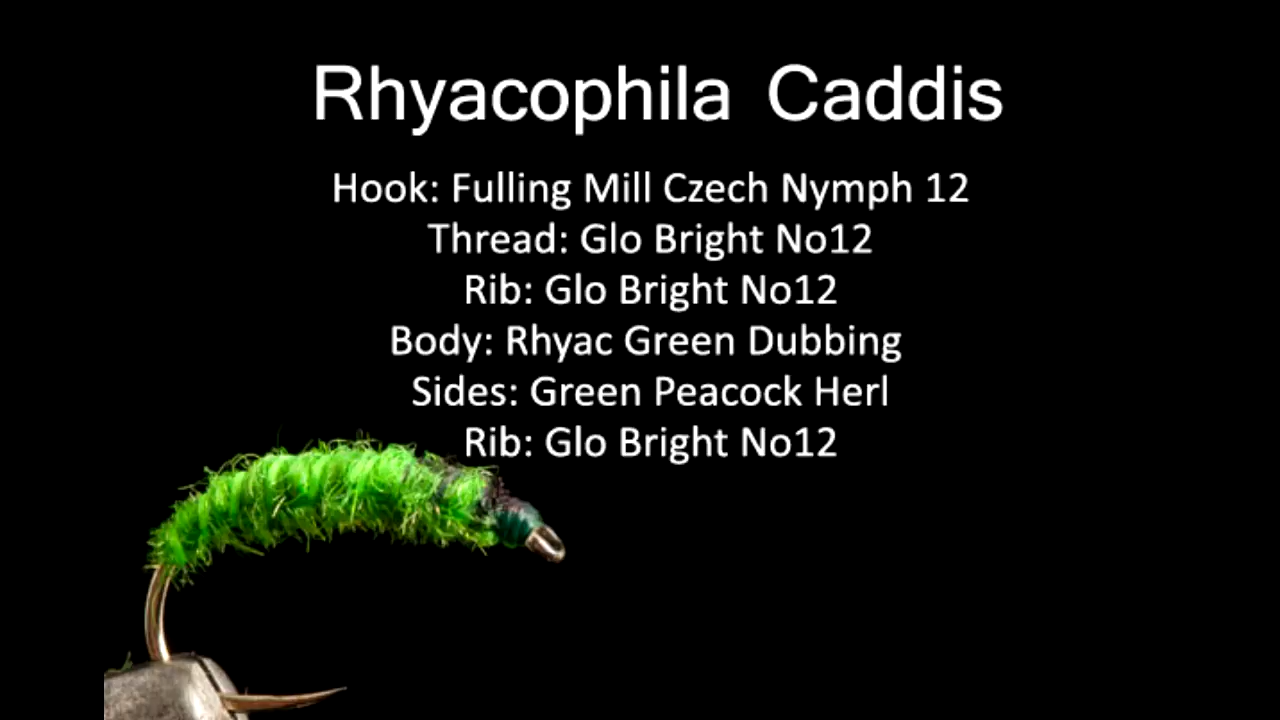 Rhyacophila Caddis
Hook: Fulling Mill Czech Nymph 12
Thread: Glo Bright No12
Rib: Glo Bright No12
Body: Rhyac Green Dubbing
Sides: Green Peacock Herl
Rib: Glo Bright No12